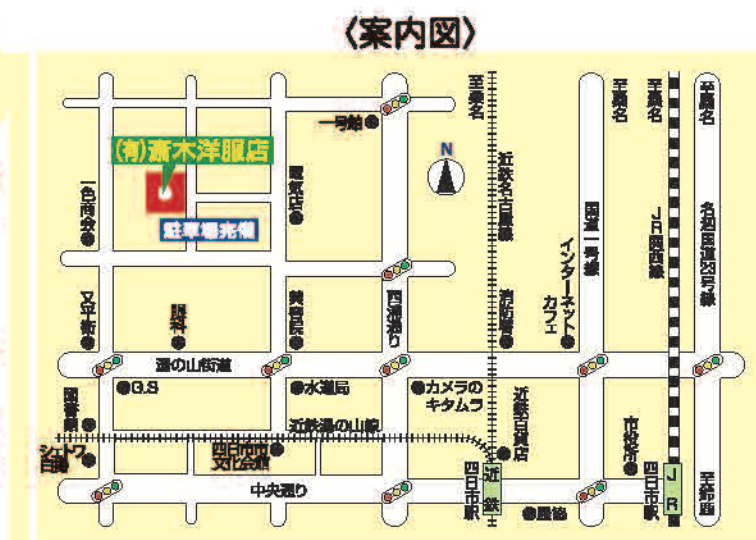 〈案内図〉
至桑名
至桑名
至桑名
至桑名
一号館
(有)斎木洋服店
N
一色商会
電気店
近鉄名古屋線
国道一号線
JR関西線
名四国道23号線
駐車場完備
インターネット
カフェ
又平衛
眼科
美容院
西浦通り
消防署
湯の山街道
G.S
水道局
カメラの
キタムラ
図書館
近鉄湯の山線
近鉄百貨店
市役所
四日市市
文化会館
中央通り
四日市駅
近鉄
四日市駅
JR
至鈴鹿